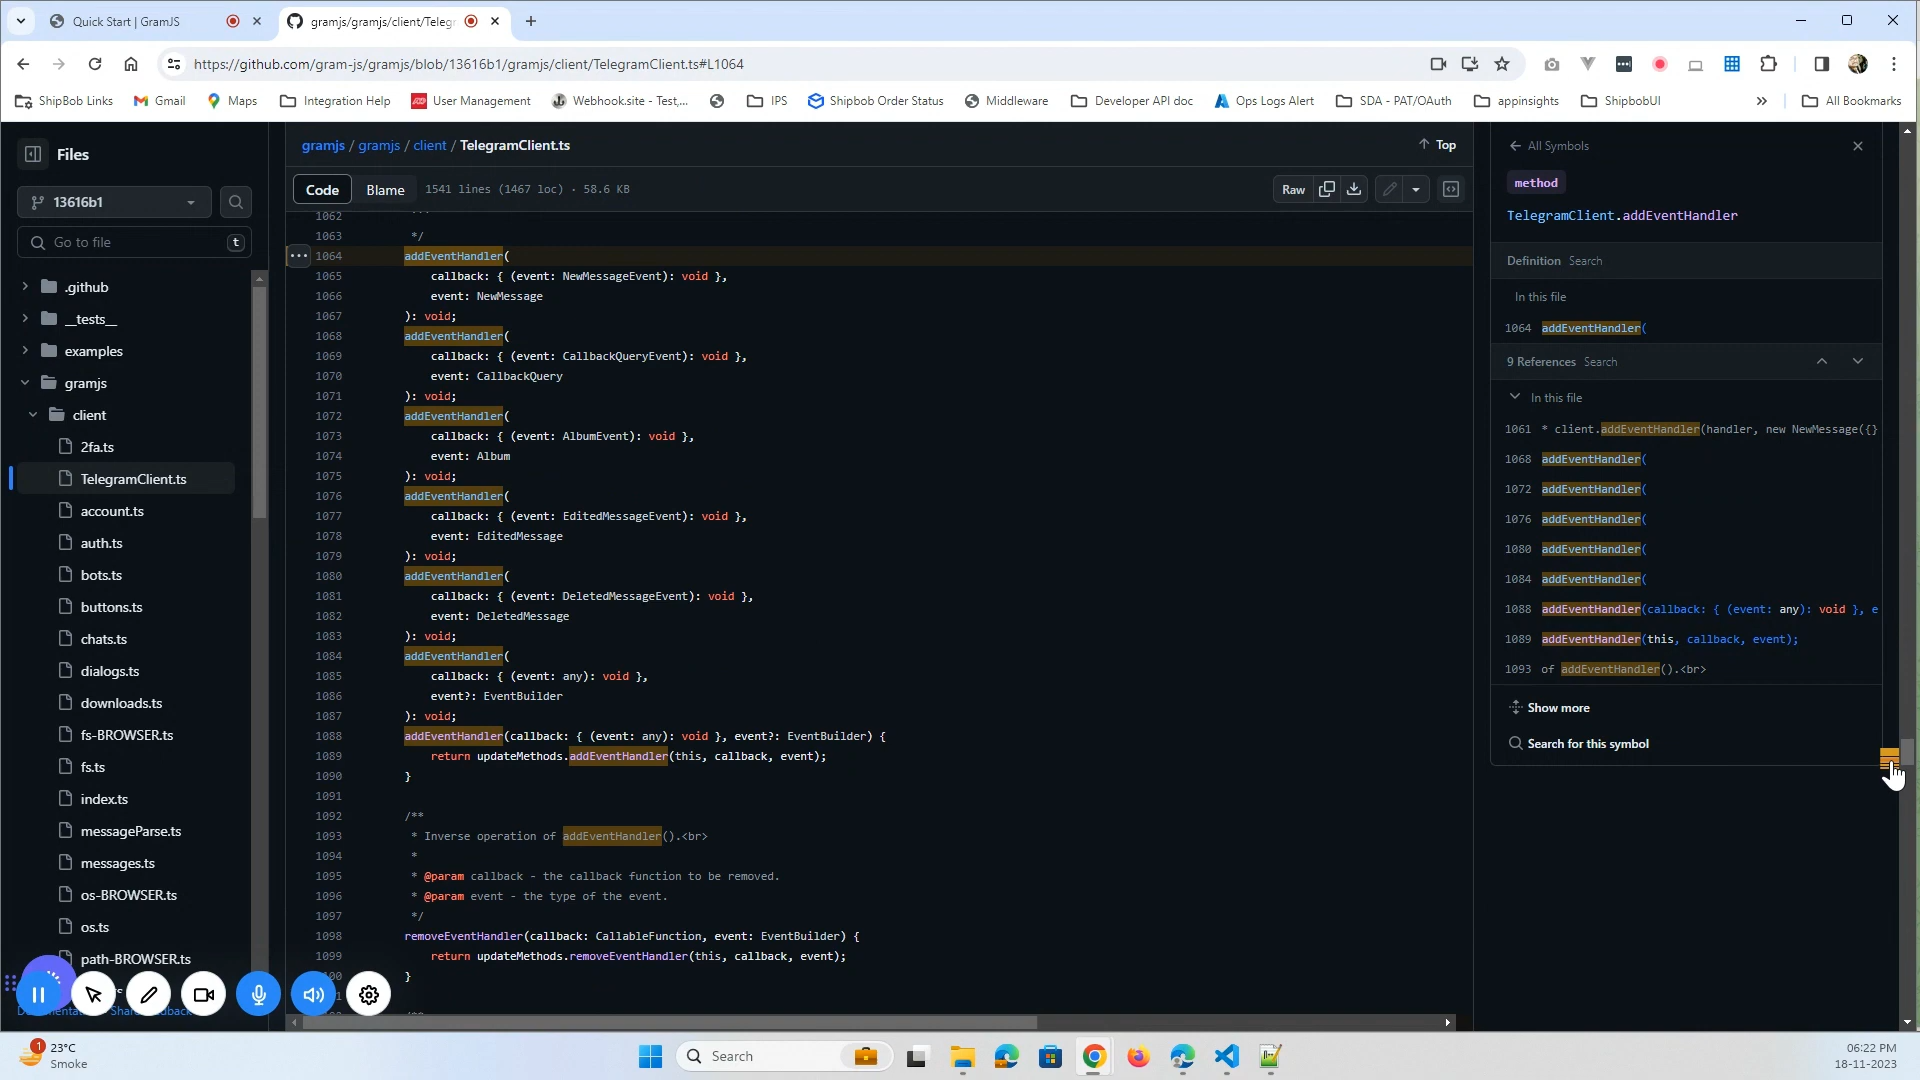 Quick Start | GramJS
gramjs/gramjs/client/Telegr
https://github.com/gram-js/gramjs/blob/13616b1/gramjs/client/TelegramClient.ts#L1064
ShipBob Links
Gmail
Maps
Integration Help
User Management
Webhook.site - Test,...
IPS
Shipbob Order Status
Middleware
Developer API doc
Ops Logs Alert
SDA - PAT/OAuth
appinsights
ShipbobUI
»
All Bookmarks
Files
13616b1
Go to file
t
.github
__tests__
examples
gramjs
client
2fa.ts
TelegramClient.ts
account.ts
auth.ts
bots.ts
buttons.ts
chats.ts
dialogs.ts
downloads.ts
fs-BROWSER.ts
fs.ts
index.ts
messageParse.ts
messages.ts
os-BROWSER.ts
os.ts
path-BROWSER.ts
gramjs / gramjs / client / TelegramClient.ts
Top
Code
Blame
1541 lines (1467 loc) · 58.6 KB
Raw
1062
1063 */
1064 addEventHandler(
1065 callback: { (event: NewMessageEvent): void },
1066 event: NewMessage
1067 ): void;
1068 addEventHandler(
1069 callback: { (event: CallbackQueryEvent): void },
1070 event: CallbackQuery
1071 ): void;
1072 addEventHandler(
1073 callback: { (event: AlbumEvent): void },
1074 event: Album
1075 ): void;
1076 addEventHandler(
1077 callback: { (event: EditedMessageEvent): void },
1078 event: EditedMessage
1079 ): void;
1080 addEventHandler(
1081 callback: { (event: DeletedMessageEvent): void },
1082 event: DeletedMessage
1083 ): void;
1084 addEventHandler(
1085 callback: { (event: any): void },
1086 event?: EventBuilder
1087 ): void;
1088 addEventHandler(callback: { (event: any): void }, event?: EventBuilder) {
1089 return updateMethods.addEventHandler(this, callback, event);
1090 }
1091
1092 /**
1093 * Inverse operation of addEventHandler().<br>
1094 *
1095 * @param callback - the callback function to be removed.
1096 * @param event - the type of the event.
1097 */
1098 removeEventHandler(callback: CallableFunction, event: EventBuilder) {
1099 return updateMethods.removeEventHandler(this, callback, event);
}
All Symbols
method
TelegramClient.addEventHandler
Definition Search
In this file
1064 addEventHandler(
9 References Search
In this file
1061 * client.addEventHandler(handler, new NewMessage({}
1068 addEventHandler(
1072 addEventHandler(
1076 addEventHandler(
1080 addEventHandler(
1084 addEventHandler(
1088 addEventHandler(callback: { (event: any): void }, e
1089 addEventHandler(this, callback, event);
1093 of addEventHandler().<br>
Show more
Search for this symbol
1
23°C
Smoke
Search
06:22 PM
18-11-2023